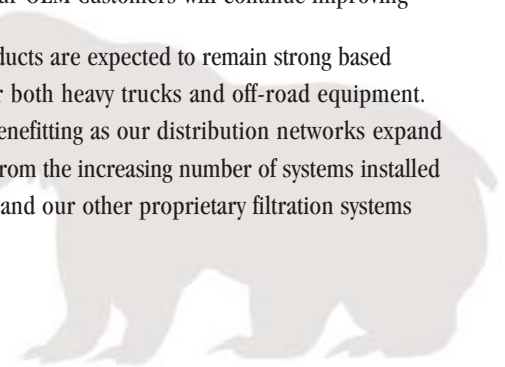 OEM Customers will continue improving
ducts are expected to remain strong based
r both heavy trucks and off-road equipment.
enefitting as our distribution networks expand
rom the increasing number of systems installed
and our other proprietary filtration systems